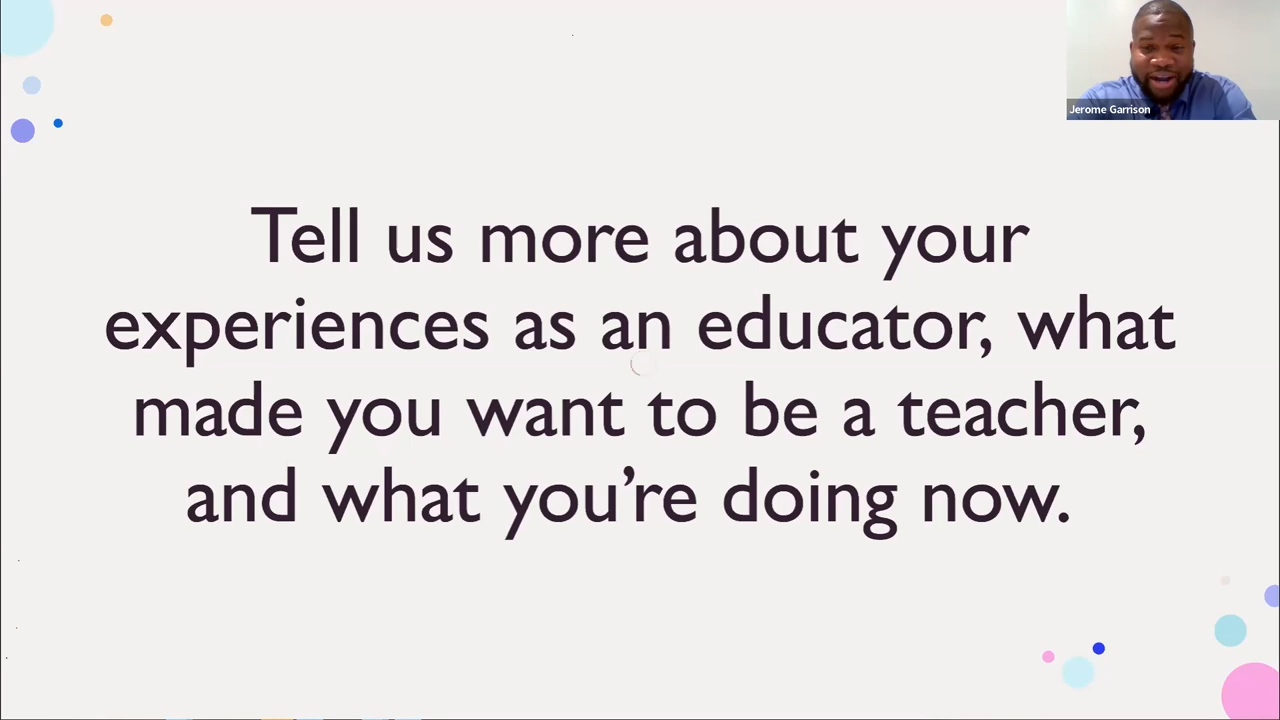 Jerome Garrison
Tell us more about your
experiences as an educator, what
made you want to be a teacher,
and what you’re doing now.